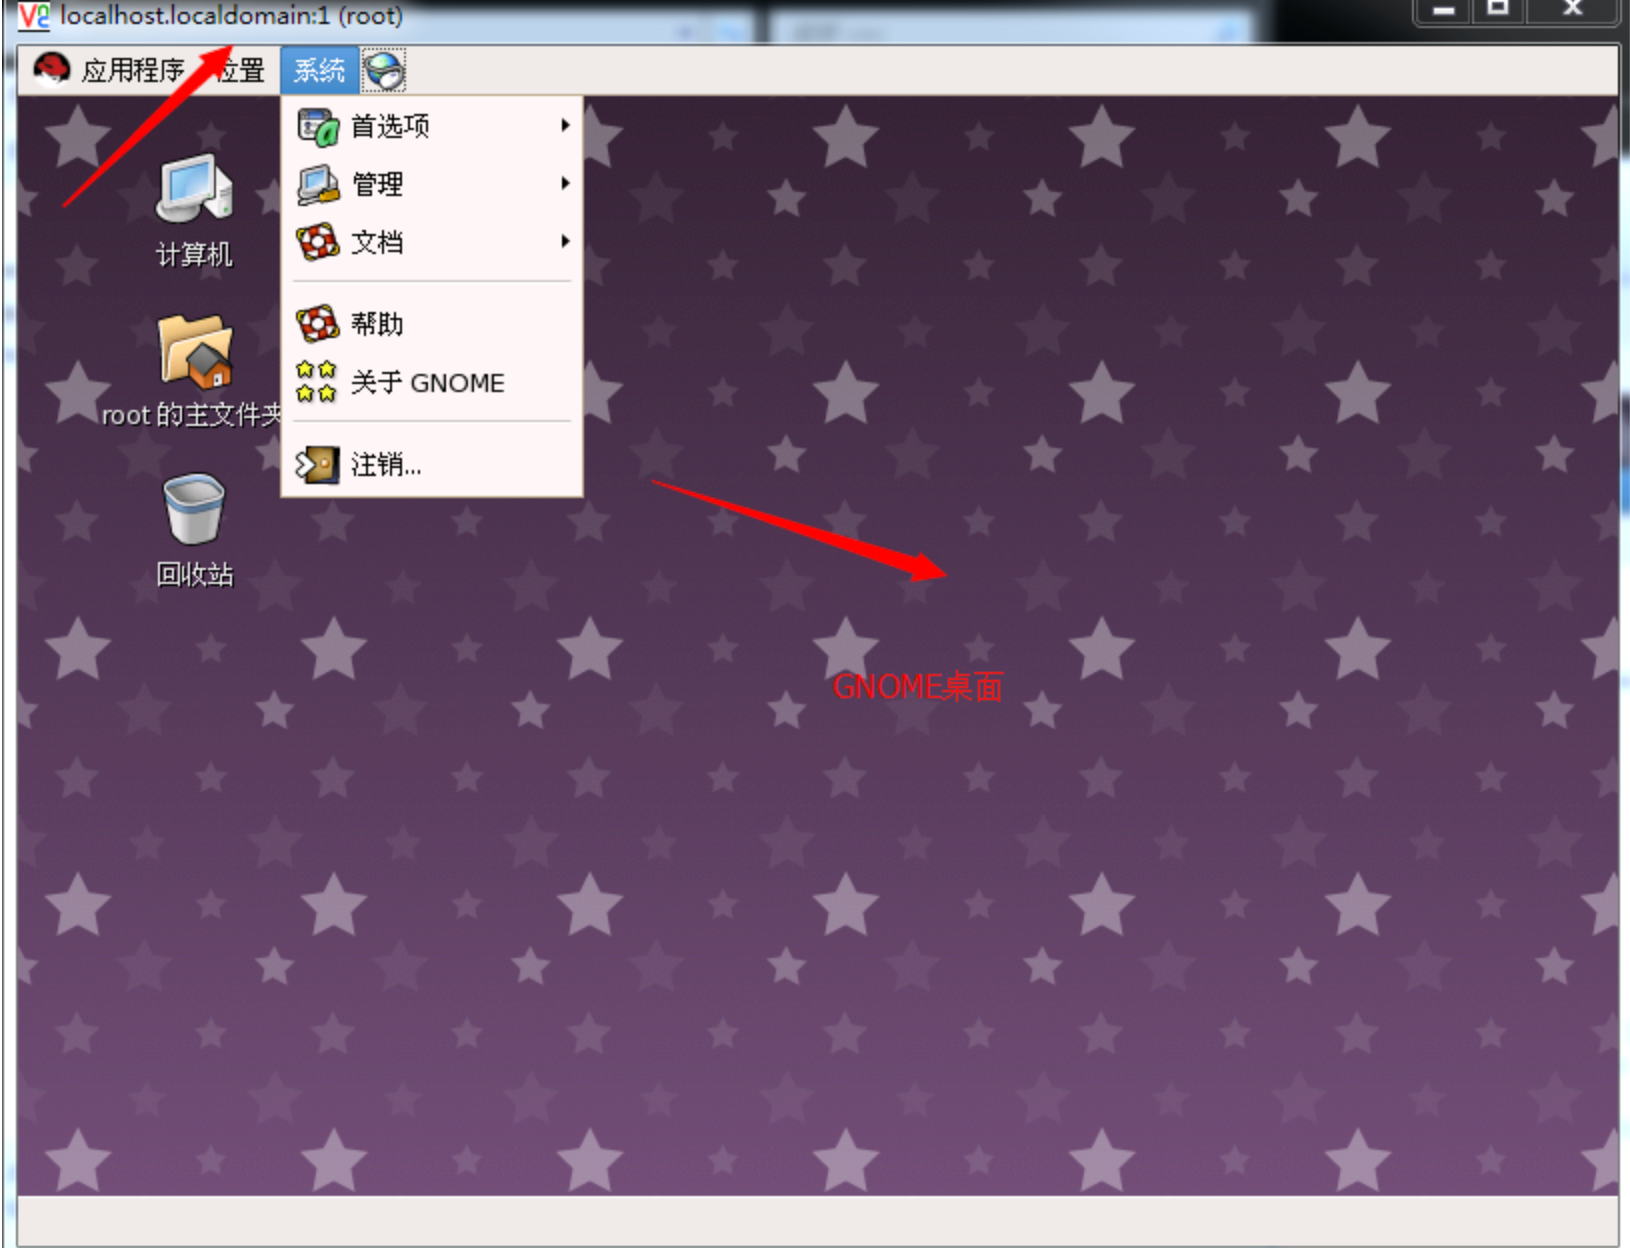 localhost.localdomain:1 (root)
应用程序 位置 系统
首选项
管理
文档
帮助
关于 GNOME
注销...
计算机
root 的主文件夹
回收站
GNOME桌面